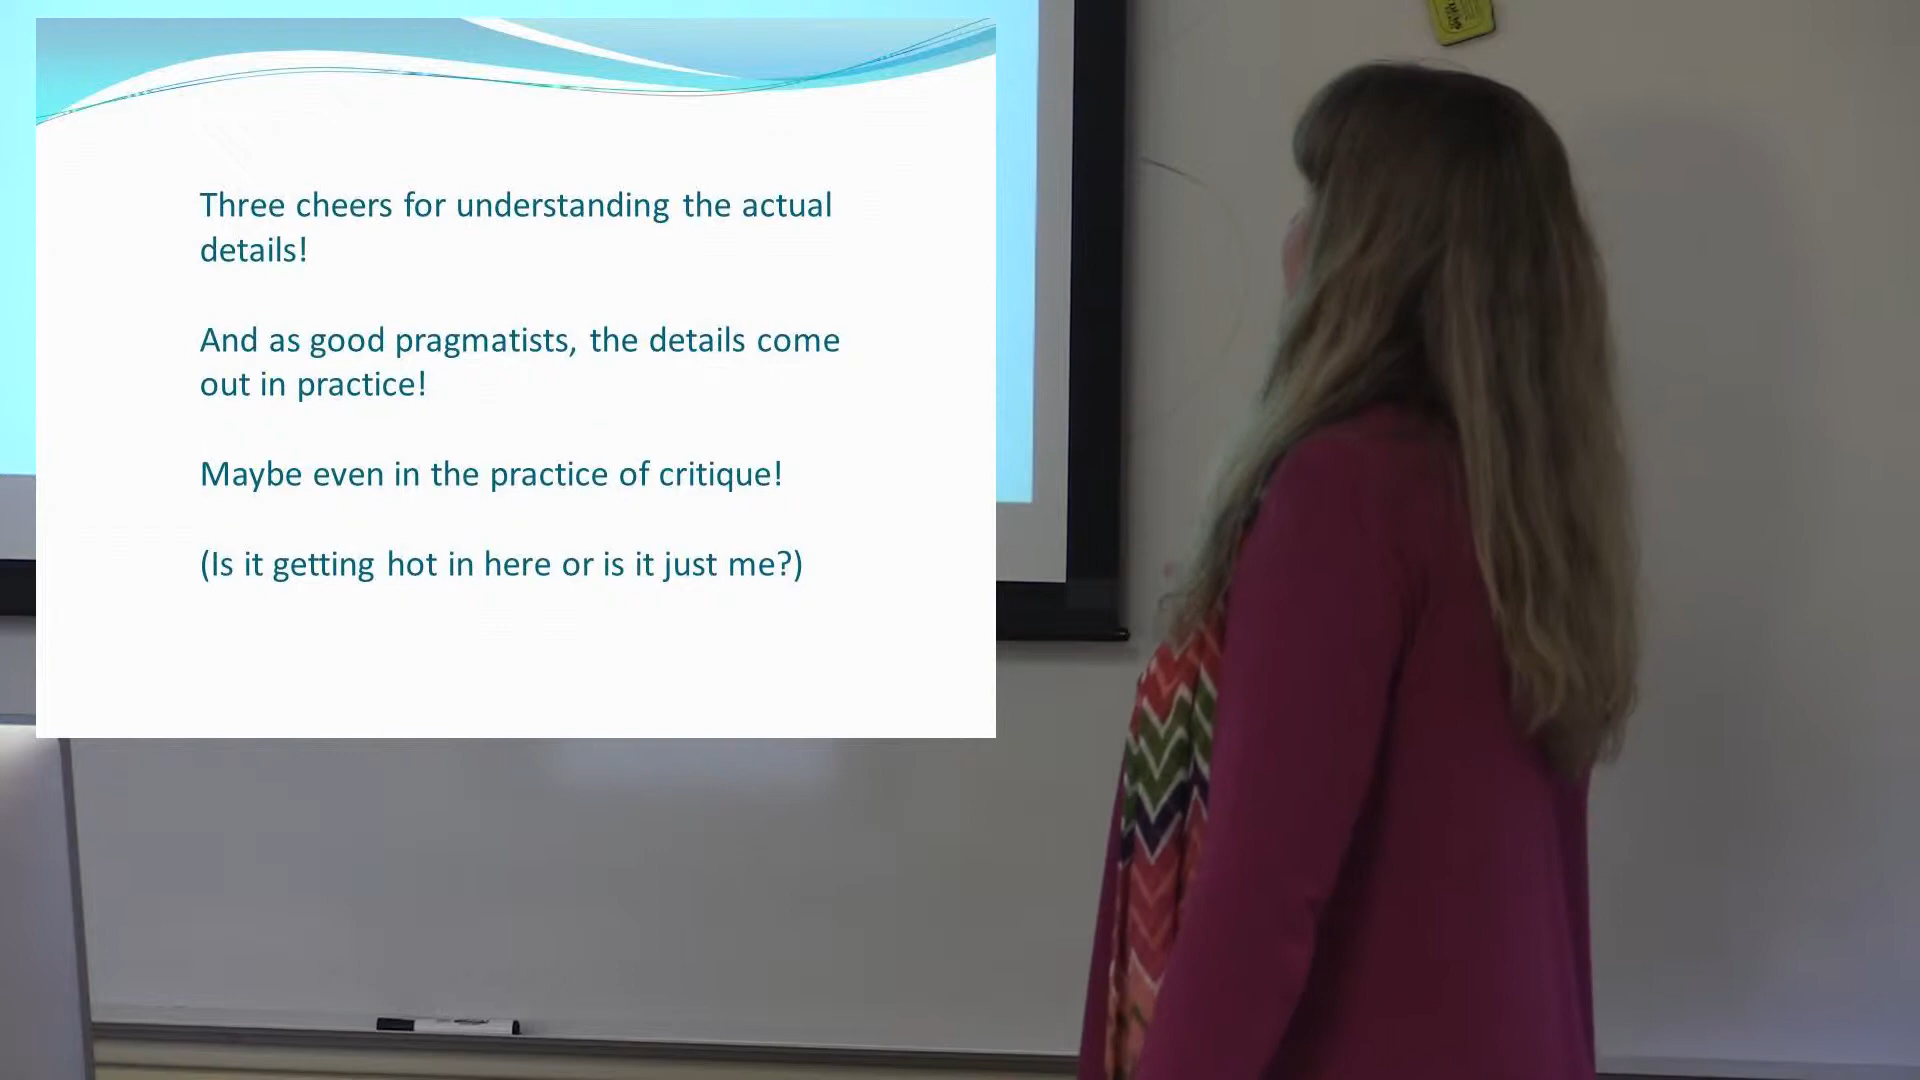 Three cheers for understanding the actual
details!
And as good pragmatists, the details come
out in practice!
Maybe even in the practice of critique!
(Is it getting hot in here or is it just me?)